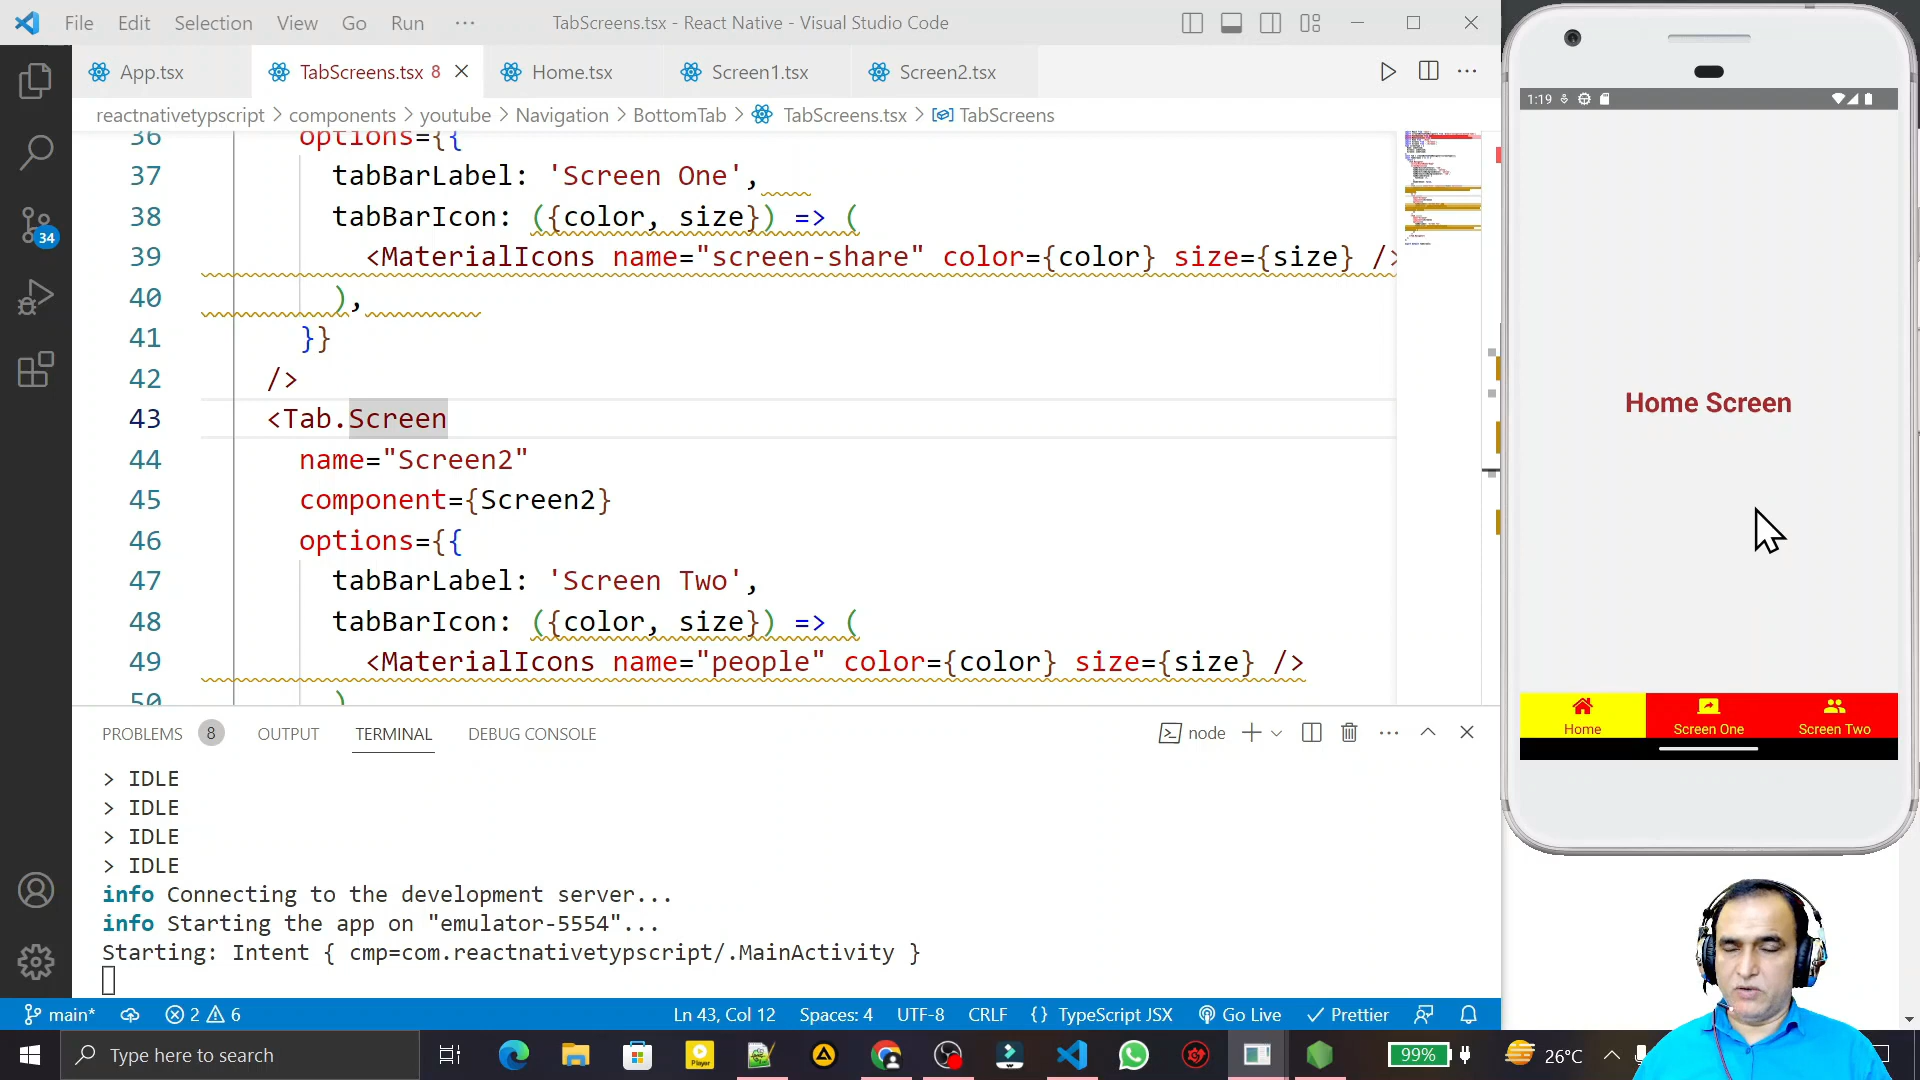 File Edit Selection View Go Run ··· TabScreens.tsx - React Native - Visual Studio Code
App.tsx TabScreens.tsx 8 Home.tsx Screen1.tsx Screen2.tsx
reactnativetypscript > components > youtube > Navigation > BottomTab > TabScreens.tsx > TabScreens
36 options={{
37 tabBarLabel: 'Screen One',
38 tabBarIcon: ({color, size}) => (
39 <MaterialIcons name="screen-share" color={color} size={size} />
40 ),
41 }}
42 />
43 <Tab.Screen
44 name="Screen2"
45 component={Screen2}
46 options={{
47 tabBarLabel: 'Screen Two',
48 tabBarIcon: ({color, size}) => (
49 <MaterialIcons name="people" color={color} size={size} />
50 )
PROBLEMS 8 OUTPUT TERMINAL DEBUG CONSOLE node
> IDLE
> IDLE
> IDLE
> IDLE
info Connecting to the development server...
info Starting the app on "emulator-5554"...
Starting: Intent { cmp=com.reactnativetypscript/.MainActivity }
34
main* 2 6 Ln 43, Col 12 Spaces: 4 UTF-8 CRLF {} TypeScript JSX Go Live Prettier
Type here to search
Player
99% 26°C
1:19
Home Screen
Home Screen One Screen Two